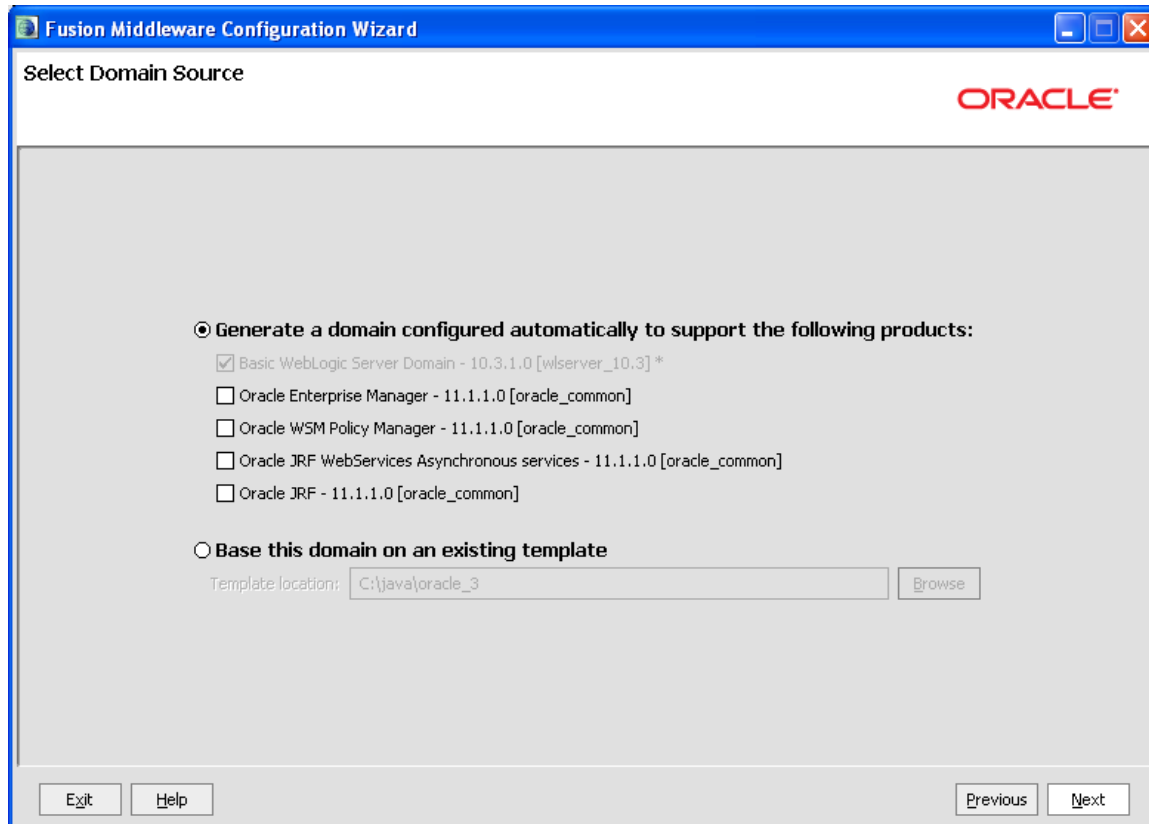 Fusion Middleware Configuration Wizard
Select Domain Source
ORACLE
Generate a domain configured automatically to support the following products:
Basic WebLogic Server Domain - 10.3.1.0 [wlserver_10.3] *
Oracle Enterprise Manager - 11.1.1.0 [oracle_common]
Oracle WSM Policy Manager - 11.1.1.0 [oracle_common]
Oracle JRF WebServices Asynchronous services - 11.1.1.0 [oracle_common]
Oracle JRF - 11.1.1.0 [oracle_common]
Base this domain on an existing template
Template location: C:\java\oracle_3 Browse
Exit Help Previous Next